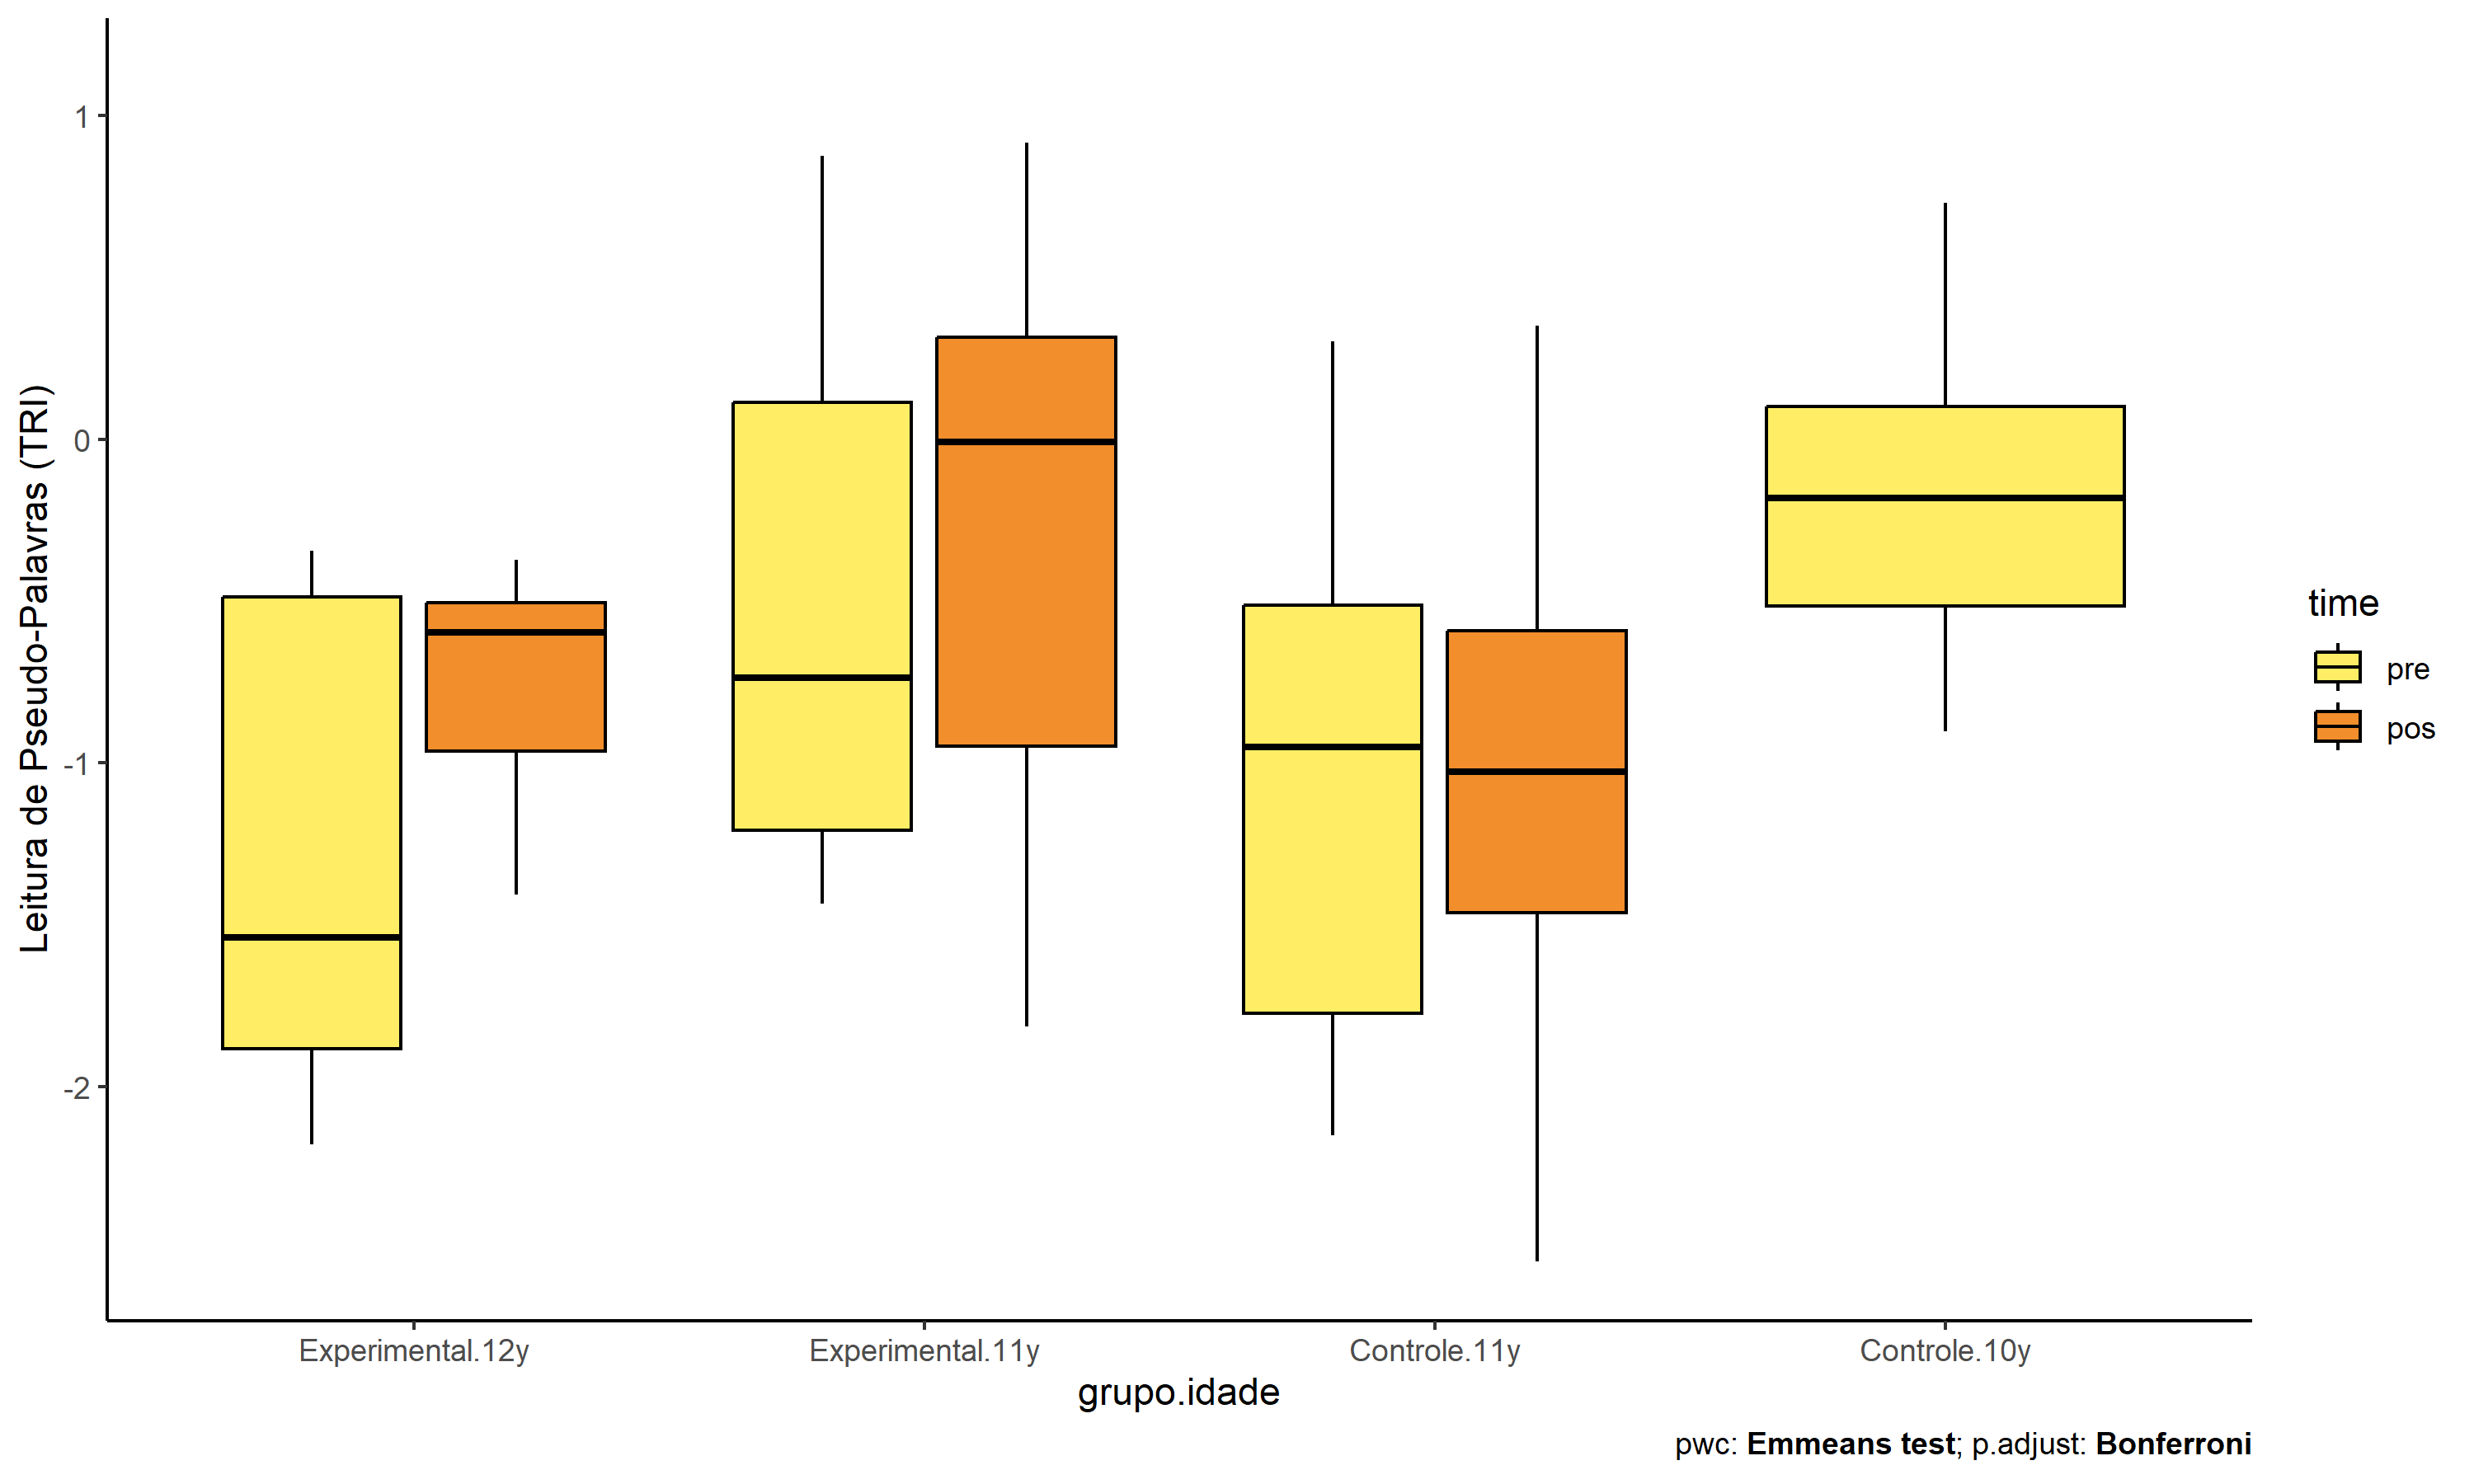 Leitura de Pseudo-Palavras (TRI)
1
0
-1
-2
Experimental.12y
Experimental.11y
Controle.11y
Controle.10y
grupo.idade
time
pre
pos
pwc: Emmeans test; p.adjust: Bonferroni